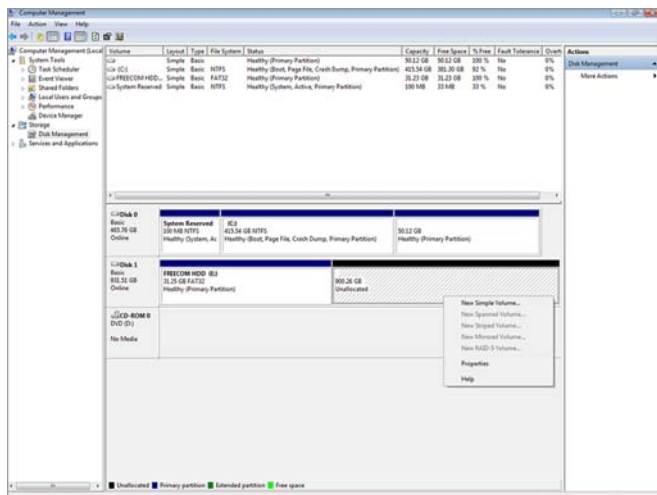 Computer Management
File Action View Help
Computer Management (Local
System Tools
Task Scheduler
Event Viewer
Shared Folders
Local Users and Groups
Performance
Device Manager
Storage
Disk Management
Services and Applications
Volume Layout Type File System Status Capacity Free Space % Free Fault Tolerance Overh
Simple Basic Healthy (Primary Partition) 50.12 GB 50.12 GB 100 % No 0%
(C:) Simple Basic NTFS Healthy (Boot, Page File, Crash Dump, Primary Partition) 415.54 GB 381.30 GB 92 % No 0%
FREECOM HDD... Simple Basic FAT32 Healthy (Primary Partition) 31.23 GB 31.23 GB 100 % No 0%
System Reserved Simple Basic NTFS Healthy (System, Active, Primary Partition) 100 MB 33 MB 33 % No 0%
Actions
Disk Management
More Actions
Disk 0
Basic
465.76 GB
Online
System Reserved
100 MB NTFS
Healthy (System, Ac
(C:)
415.54 GB NTFS
Healthy (Boot, Page File, Crash Dump, Primary Partition)
50.12 GB
Healthy (Primary Partition)
Disk 1
Basic
931.51 GB
Online
FREECOM HDD (E:)
31.25 GB FAT32
Healthy (Primary Partition)
900.26 GB
Unallocated
CD-ROM 0
DVD (D:)
No Media
New Simple Volume...
New Spanned Volume...
New Striped Volume...
New Mirrored Volume...
New RAID-5 Volume...
Properties
Help
Unallocated Primary partition Extended partition Free space